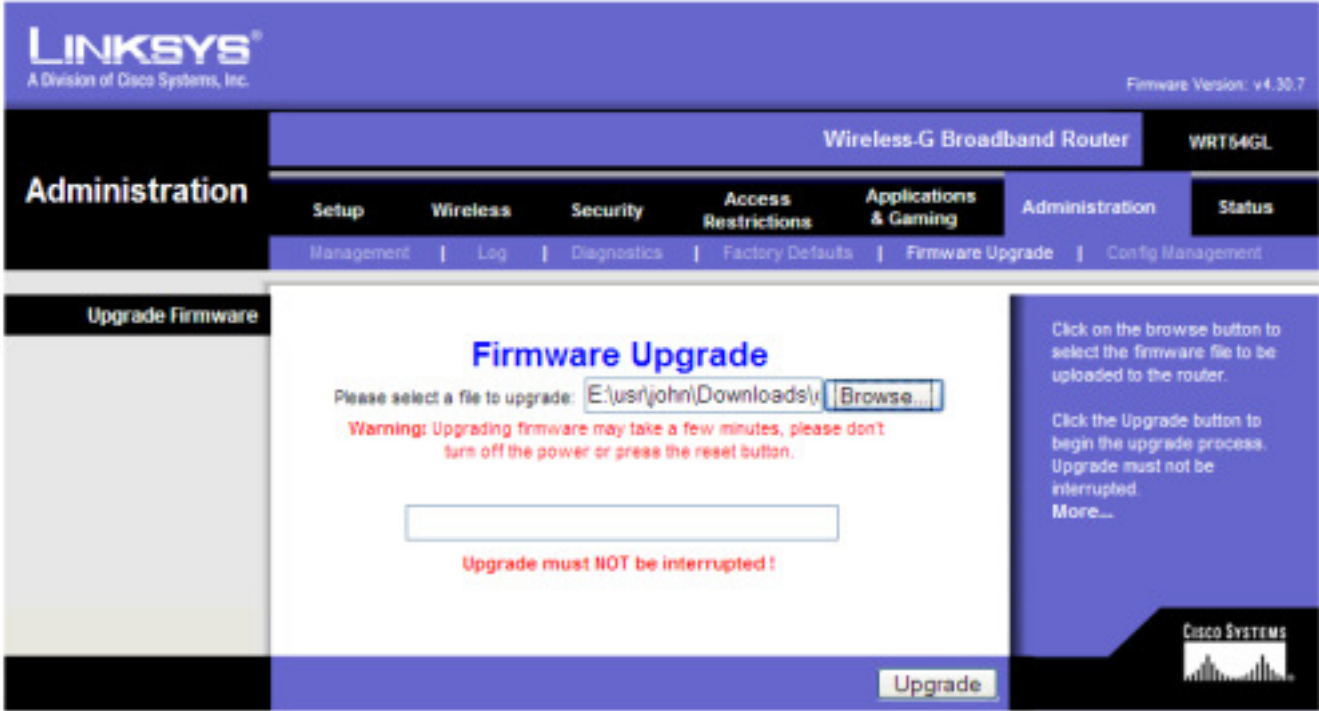 LINKSYS®
A Division of Cisco Systems, Inc.
Firmware Version: v4.30.7
Wireless-G Broadband Router
WRT54GL
Administration
Setup
Wireless
Security
Access
Restrictions
Applications
& Gaming
Administration
Status
Management | Log | Diagnostics | Factory Defaults | Firmware Upgrade | Config Management
Upgrade Firmware
Firmware Upgrade
Please select a file to upgrade: E:\usr\john\Downloads\ Browse...
Warning: Upgrading firmware may take a few minutes, please don't
turn off the power or press the reset button.
Upgrade must NOT be interrupted !
Click on the browse button to
select the firmware file to be
uploaded to the router.
Click the Upgrade button to
begin the upgrade process.
Upgrade must not be
interrupted.
More...
CISCO SYSTEMS
Upgrade